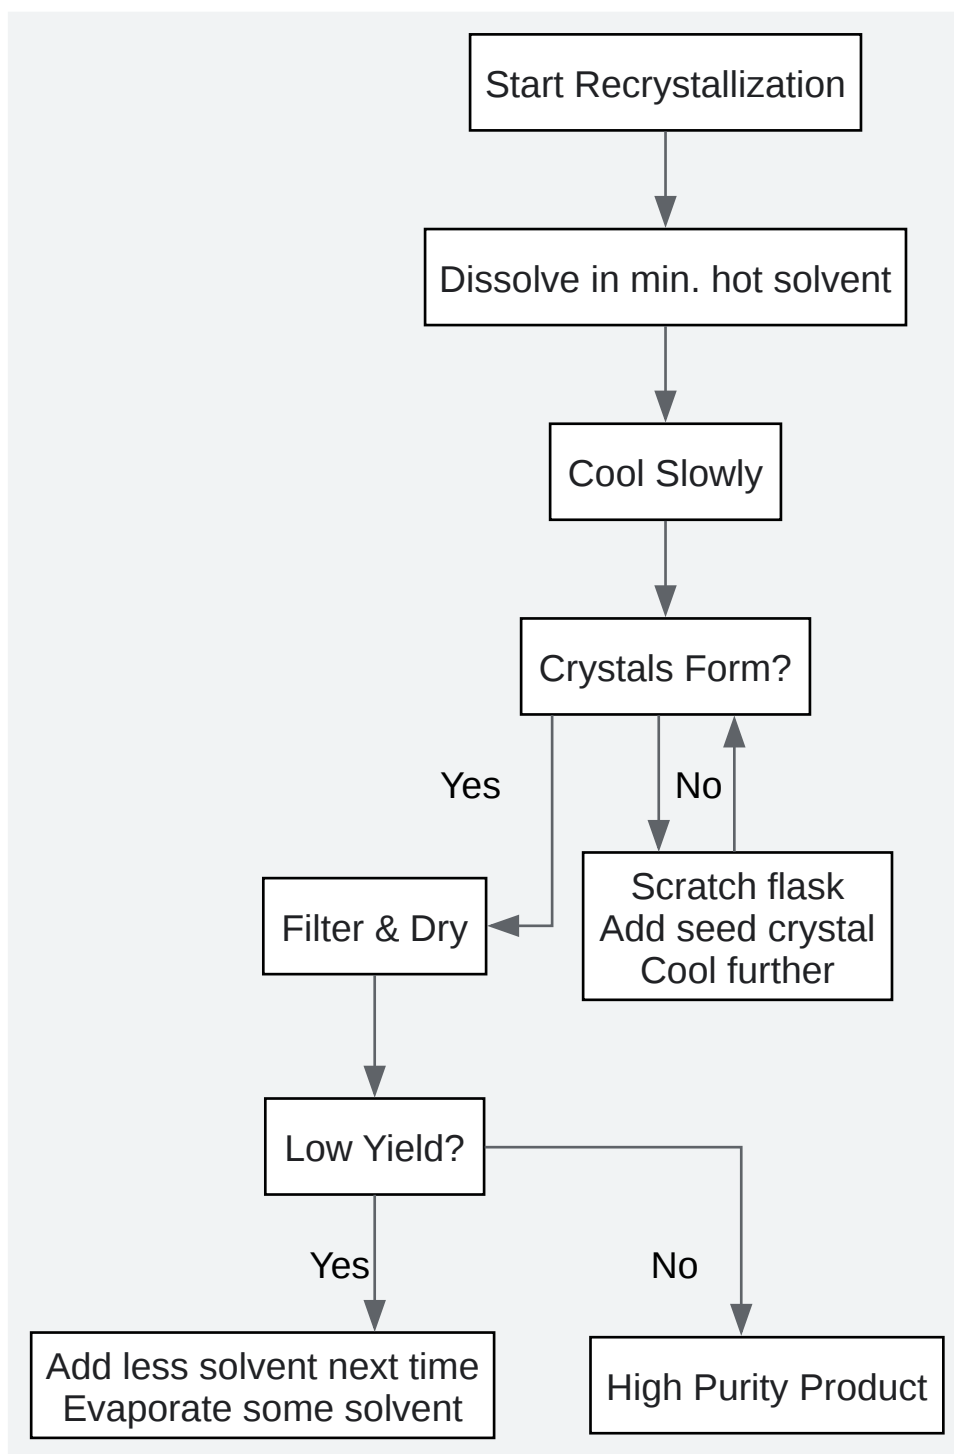 Start Recrystallization
Dissolve in min. hot solvent
Cool Slowly
Crystals Form?
Yes
No
Scratch flask
Add seed crystal
Cool further
Filter & Dry
Low Yield?
Yes
No
Add less solvent next time
Evaporate some solvent
High Purity Product